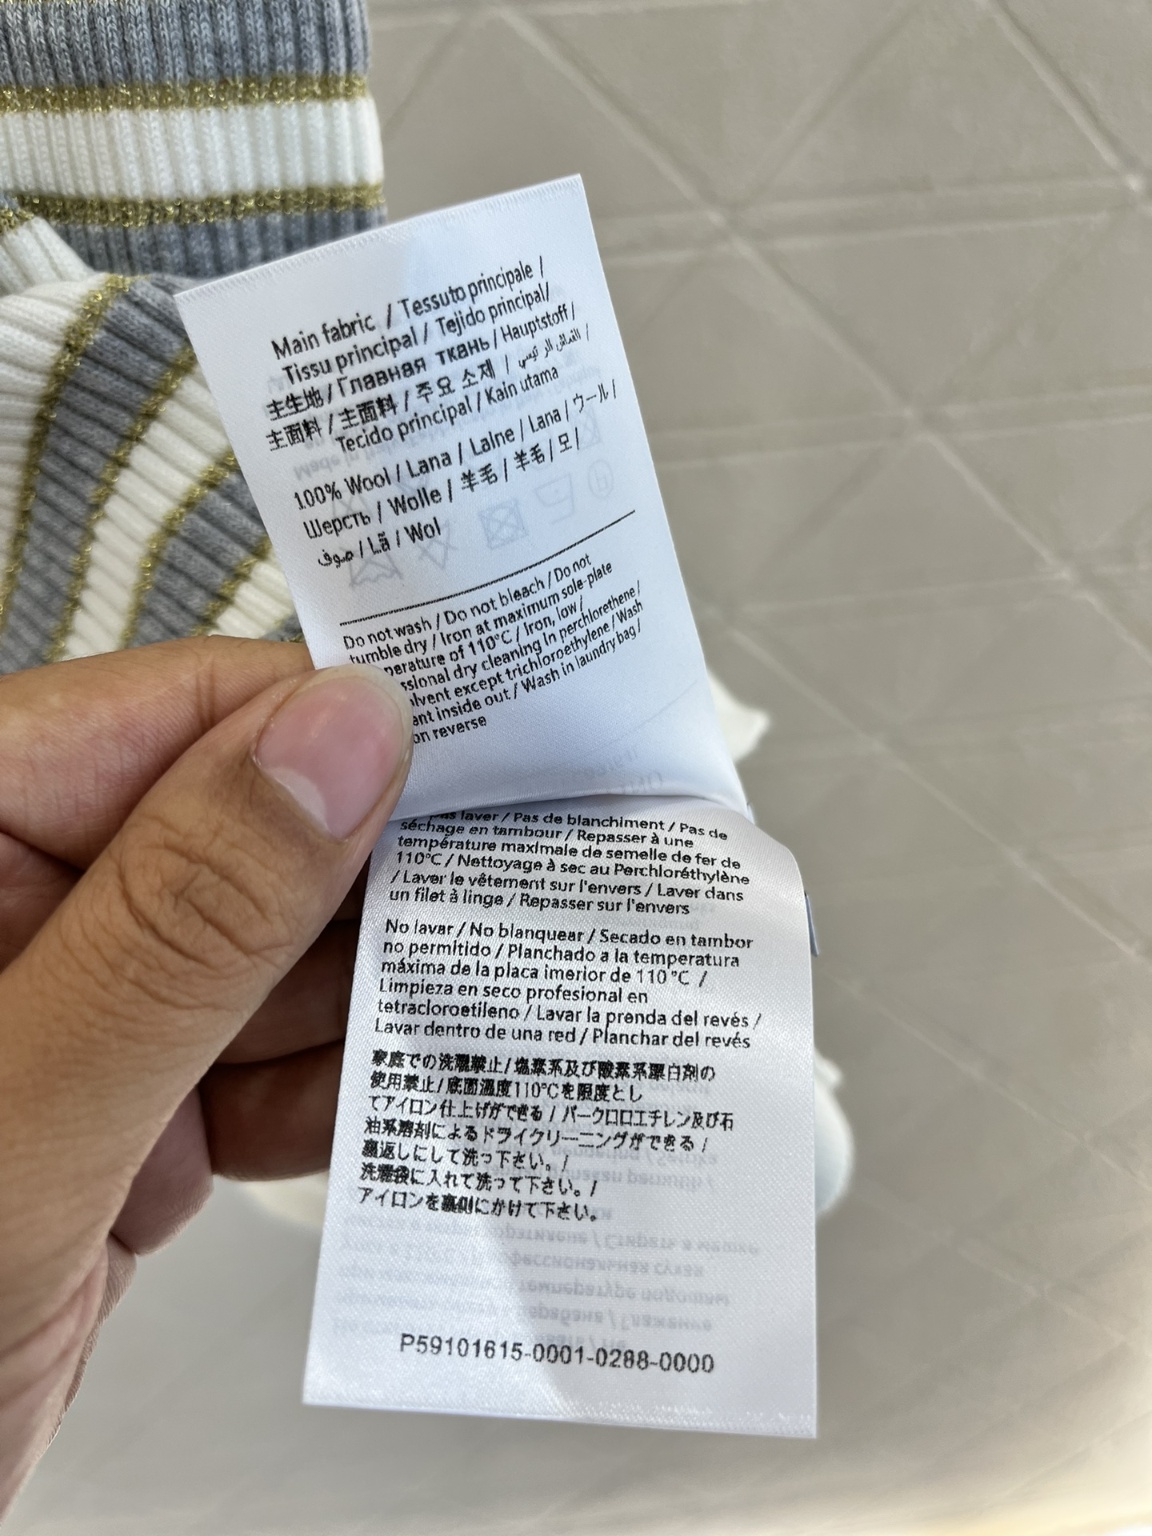 Main fabric / Tessuto principale /
Tissu principal / Tejido principal/
主生地/Главная ткань/Hauptstoff/
主面料/主面料/주요 소재 / القماش الرئيسي /
Tecido principal / Kain utama
100% Wool / Lana / Laine / Lana / ウール /
Шерсть / Wolle / 羊毛 / 羊毛 / 모/
صوف / Lã / Wol
Do not wash / Do not bleach / Do not
tumble dry / Iron at maximum sole-plate
of 110°C / Iron, low /
dry cleaning in perchlorethene /
except trichloroethylene / Wash
inside out / Wash in laundry bag /
on reverse
laver / Pas de blanchiment / Pas de
séchage en tambour / Repasser à une
température maximale de semelle de fer de
110°C / Nettoyage à sec au Perchloréthylène
/ Laver le vêtement sur l'envers / Laver dans
un filet à linge / Repasser sur l'envers
No lavar / No blanquear / Secado en tambor
no permitido / Planchado a la temperatura
máxima de la placa imerior de 110°C /
Limpieza en seco profesional en
tetracloroetileno / Lavar la prenda del revés /
Lavar dentro de una red / Planchar del revés
家庭での洗濯禁止/塩素系及び酸素系漂白剤の
使用禁止/底面温度110℃を限度とし
てアイロン仕上げができる / パークロロエチレン及び石
油系溶剤によるドライクリーニングができる /
裏返しにして洗って下さい。/
洗濯袋に入れて洗って下さい。/
アイロンを裏側にかけて下さい。
P59101615-0001-0288-0000